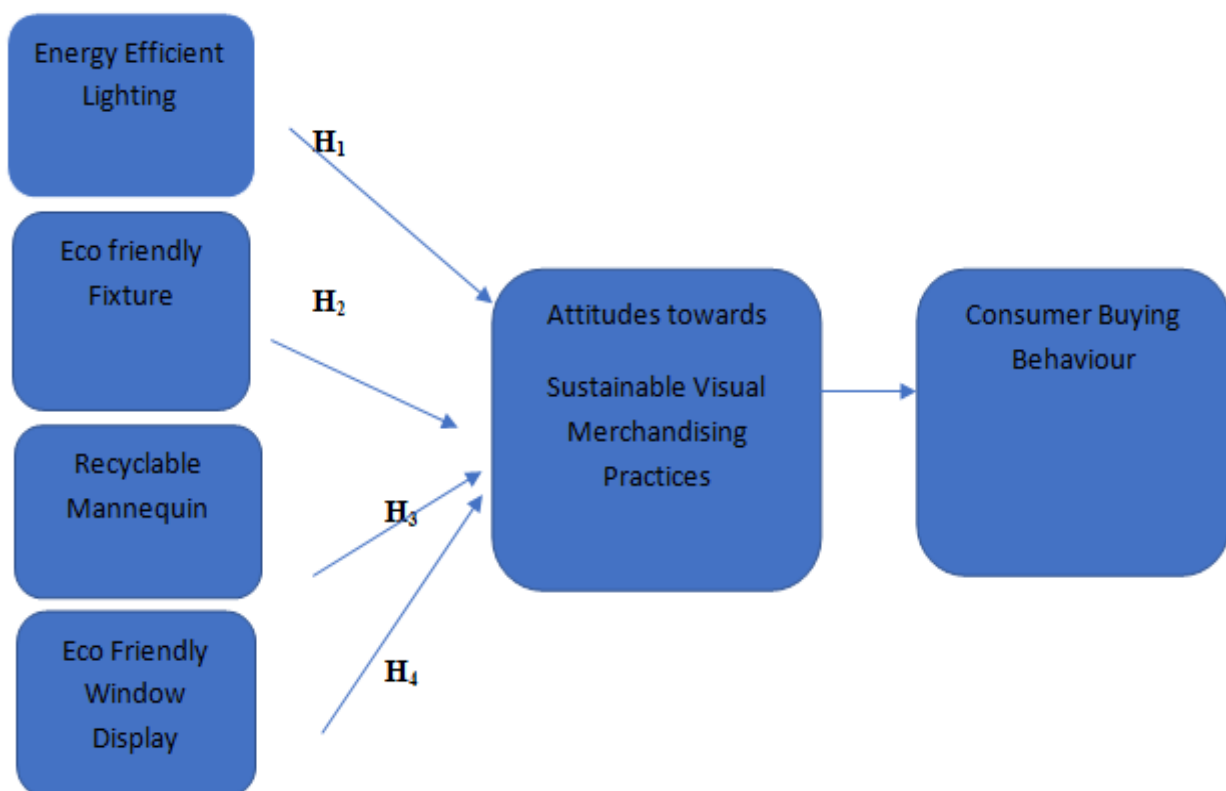 Energy Efficient
Lighting
H₁
Eco friendly
Fixture
H₂
Recyclable
Mannequin
H₃
Eco Friendly
Window
Display
H₄
Attitudes towards
Sustainable Visual
Merchandising
Practices
Consumer Buying
Behaviour